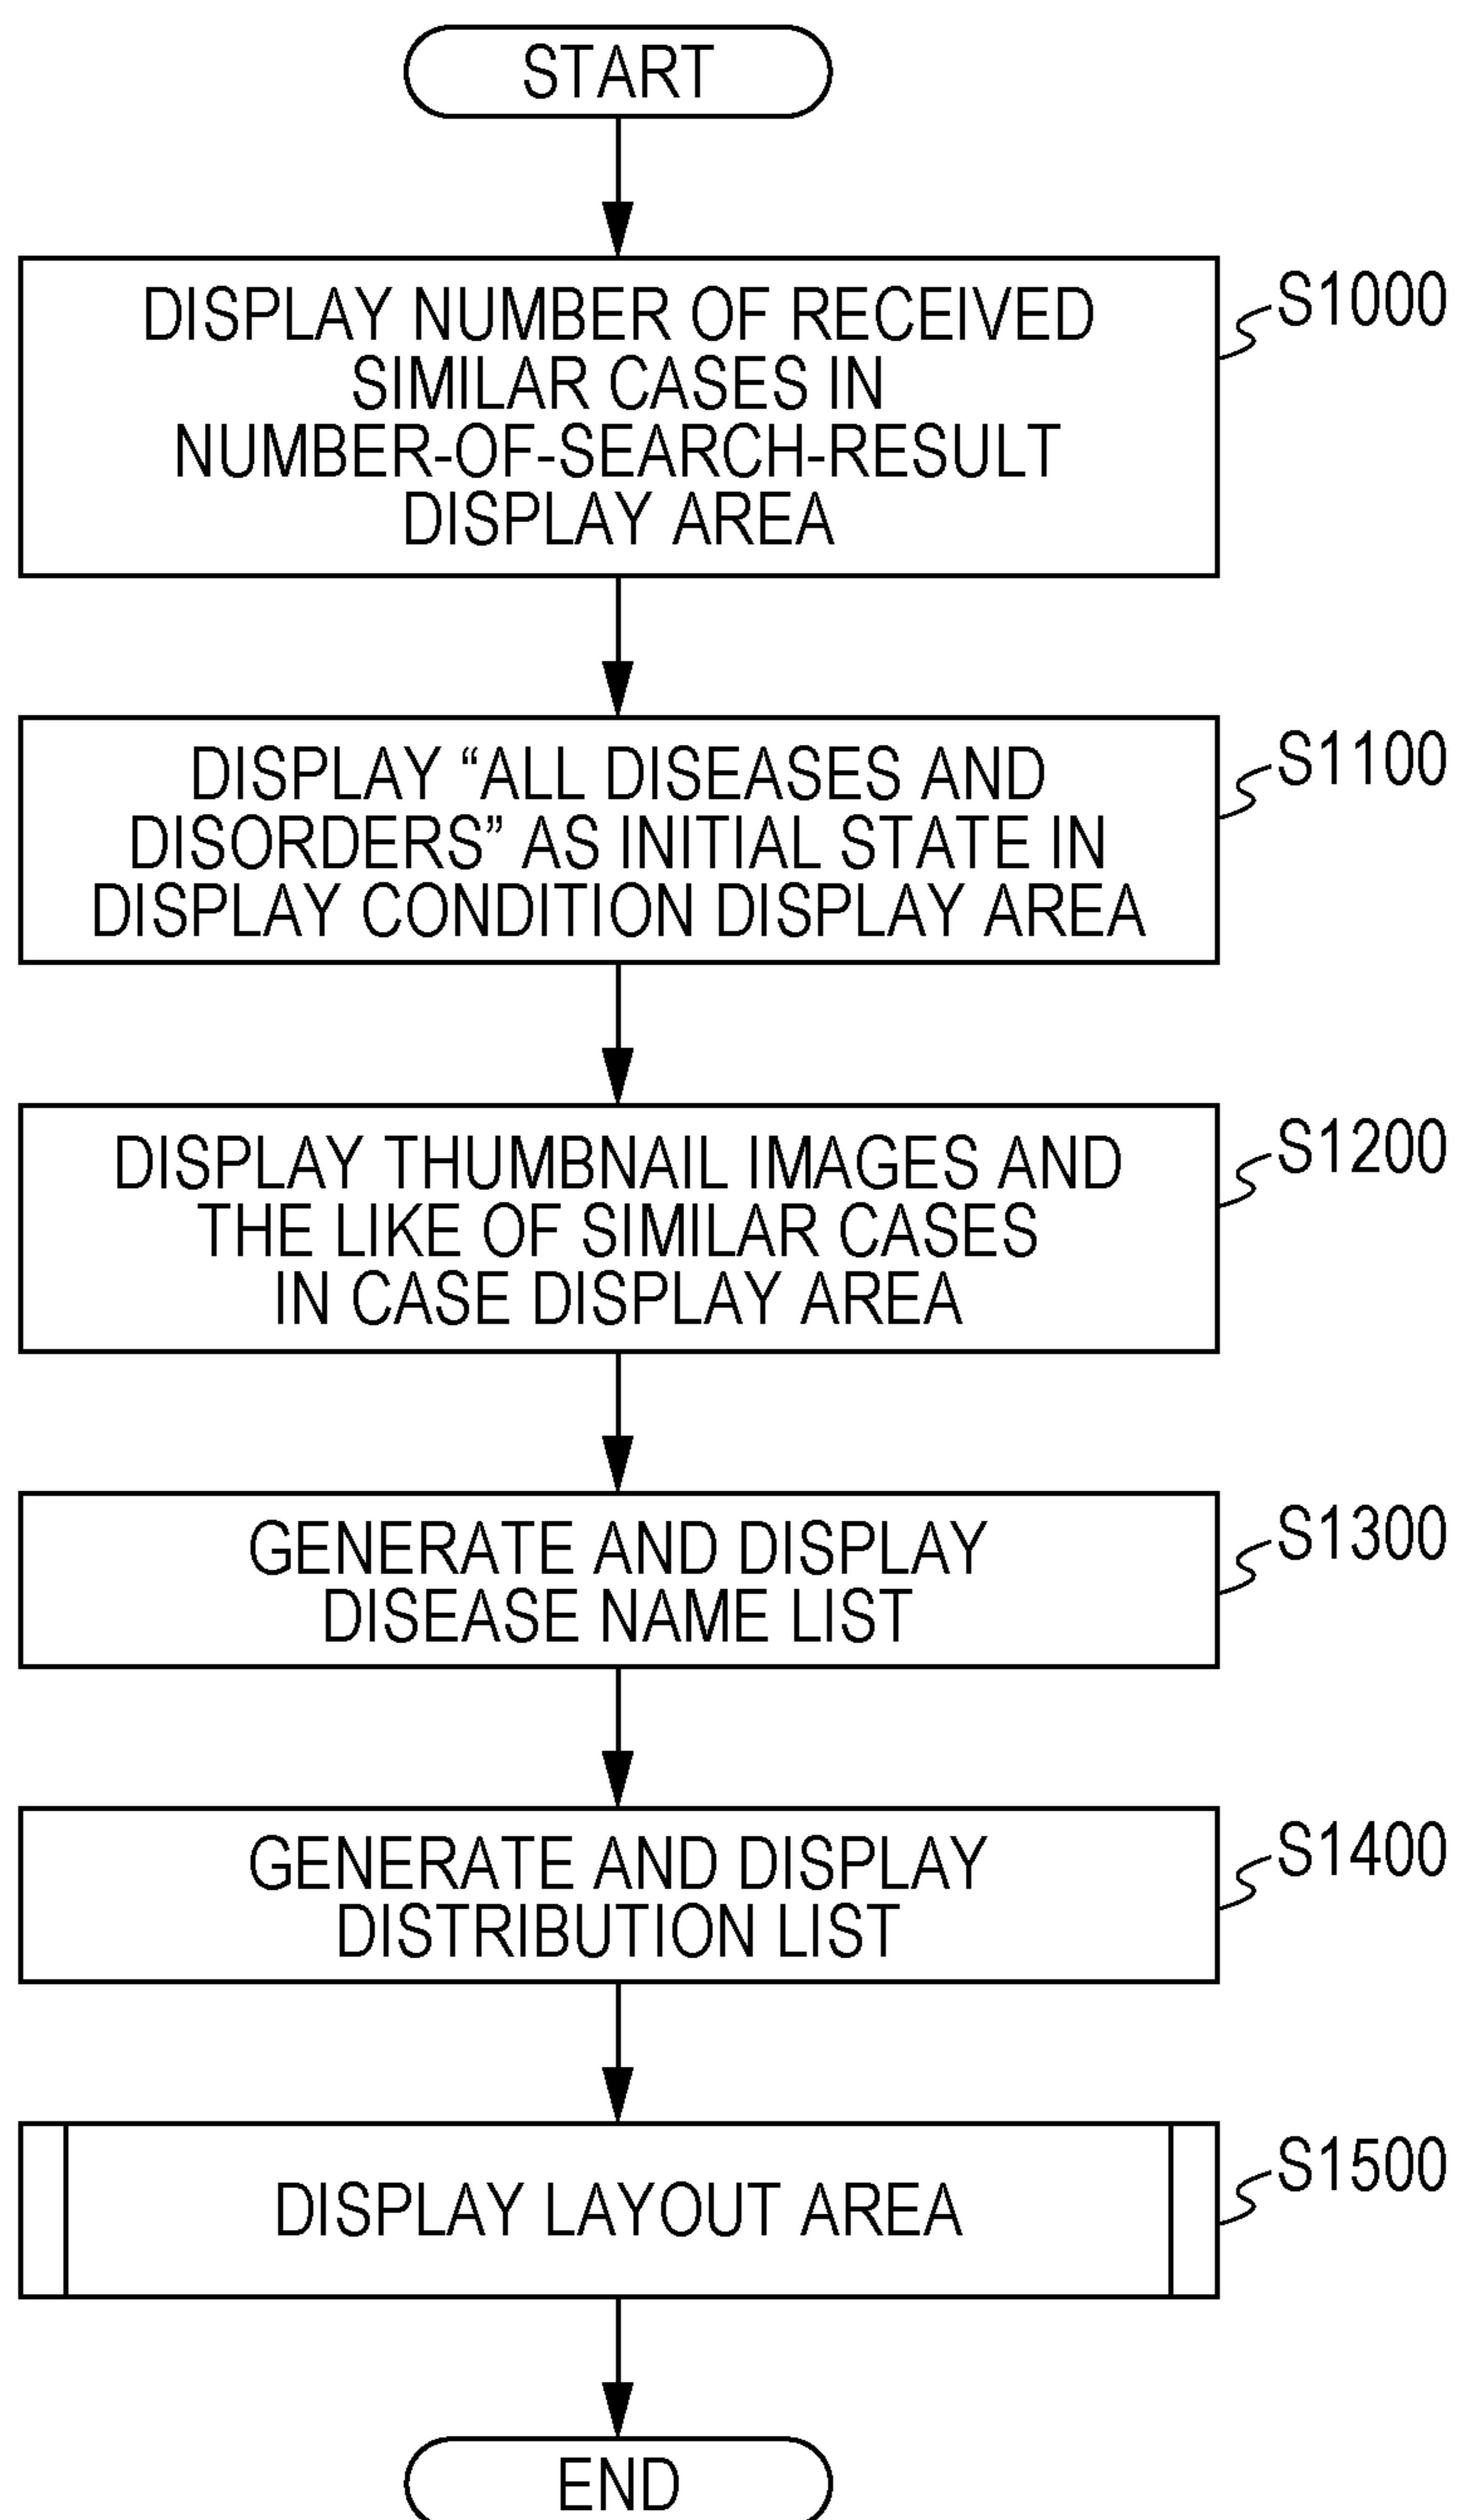 START
DISPLAY NUMBER OF RECEIVED
SIMILAR CASES IN
NUMBER-OF-SEARCH-RESULT
DISPLAY AREA
S1000
DISPLAY “ALL DISEASES AND
DISORDERS” AS INITIAL STATE IN
DISPLAY CONDITION DISPLAY AREA
S1100
DISPLAY THUMBNAIL IMAGES AND
THE LIKE OF SIMILAR CASES
IN CASE DISPLAY AREA
S1200
GENERATE AND DISPLAY
DISEASE NAME LIST
S1300
GENERATE AND DISPLAY
DISTRIBUTION LIST
S1400
DISPLAY LAYOUT AREA
S1500
END